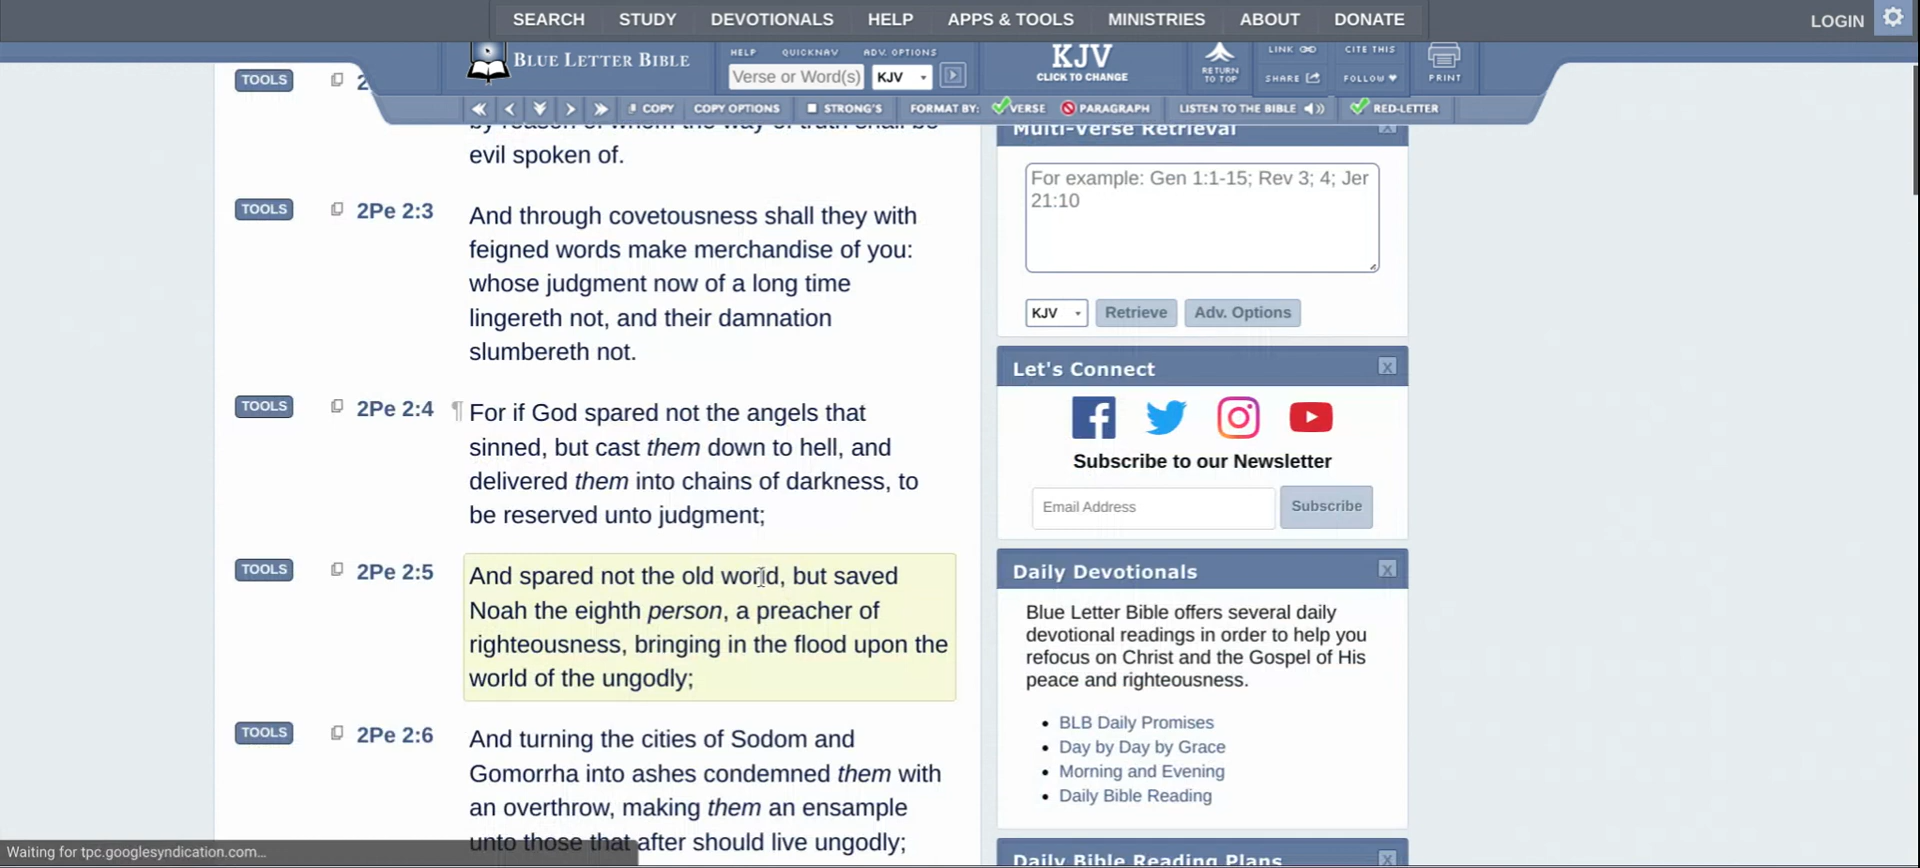 SEARCH STUDY DEVOTIONALS HELP APPS & TOOLS MINISTRIES ABOUT DONATE LOGIN
BLUE LETTER BIBLE
HELP QUICKNAV ADV. OPTIONS
Verse or Word(s) KJV
KJV
CLICK TO CHANGE
RETURN
TO TOP
LINK CITE THIS
SHARE FOLLOW
PRINT
COPY COPY OPTIONS STRONG'S FORMAT BY: VERSE PARAGRAPH LISTEN TO THE BIBLE RED-LETTER
TOOLS 2
by reason of whom the way of truth shall be
evil spoken of.
TOOLS 2Pe 2:3 And through covetousness shall they with
feigned words make merchandise of you:
whose judgment now of a long time
lingereth not, and their damnation
slumbereth not.
TOOLS 2Pe 2:4 ¶ For if God spared not the angels that
sinned, but cast them down to hell, and
delivered them into chains of darkness, to
be reserved unto judgment;
TOOLS 2Pe 2:5 And spared not the old world, but saved
Noah the eighth person, a preacher of
righteousness, bringing in the flood upon the
world of the ungodly;
TOOLS 2Pe 2:6 And turning the cities of Sodom and
Gomorrha into ashes condemned them with
an overthrow, making them an ensample
unto those that after should live ungodly;
Multi-Verse Retrieval X
For example: Gen 1:1-15; Rev 3; 4; Jer
21:10
KJV Retrieve Adv. Options
Let's Connect X
Subscribe to our Newsletter
Email Address Subscribe
Daily Devotionals X
Blue Letter Bible offers several daily
devotional readings in order to help you
refocus on Christ and the Gospel of His
peace and righteousness.
• BLB Daily Promises
• Day by Day by Grace
• Morning and Evening
• Daily Bible Reading
Daily Bible Reading Plans X
Waiting for tpc.googlesyndication.com...